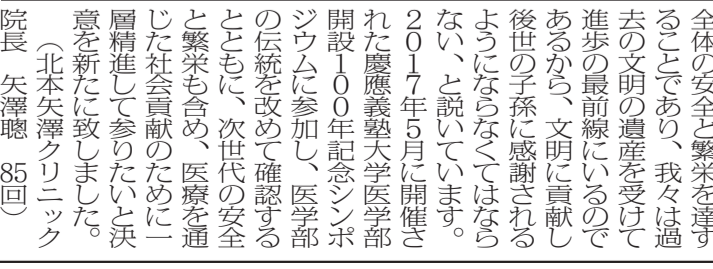 全体の安全と繁栄を達す
ることであり、我々は過
去の文明の遺産を受けて
進歩の最前線にいるので
あるから、文明に貢献し
後世の子孫に感謝される
ようにならなくてはなら
ない、と説いています。
2017年5月に開催さ
れた慶應義塾大学医学部
開設100年記念シンポ
ジウムに参加し、医学部
の伝統を改めて確認する
とともに、次世代の安全
と繁栄も含め、医療を通
じた社会貢献のために一
層精進して参りたいと決
意を新たに致しました。
（北本矢澤クリニック
院長　矢澤聰　85回）